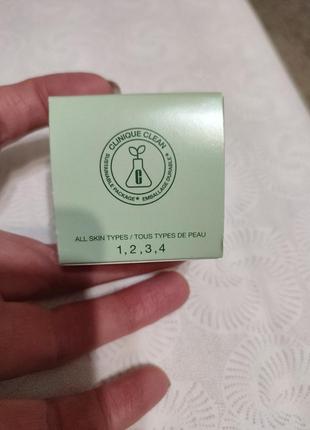 CLINIQUE CLEAN
SUSTAINABLE PACKAGE* EMBALLAGE DURABLE*
C
ALL SKIN TYPES / TOUS TYPES DE PEAU
1, 2, 3, 4